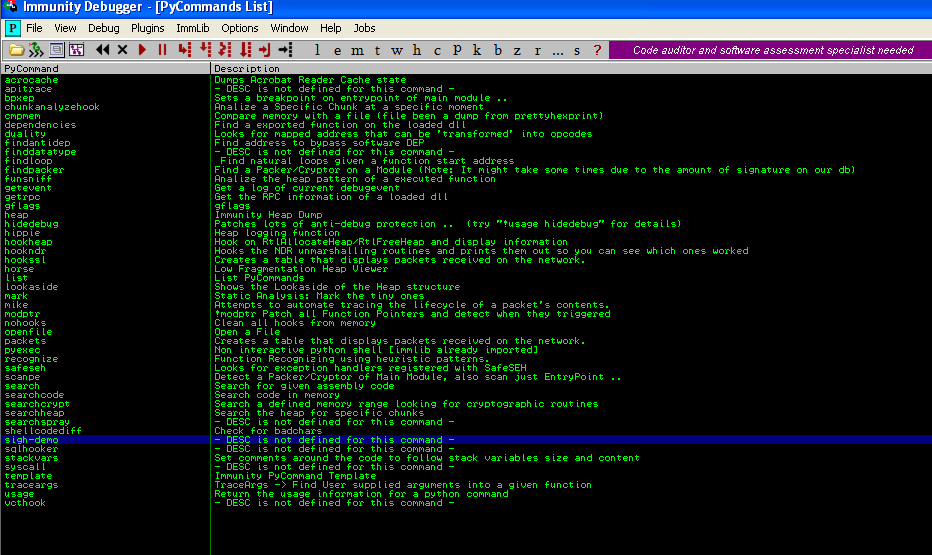 Immunity Debugger - [PyCommands List]
P File View Debug Plugins ImmLib Options Window Help Jobs
l e m t w h c p k b z r ... s ? Code auditor and software assessment specialist needed
PyCommand Description
acrocache Dumps Acrobat Reader Cache state
apitrace - DESC is not defined for this command -
bpxep Sets a breakpoint on entrypoint of main module ..
chunkanalyzehook Analize a Specific Chunk at a specific moment
cmpmem Compare memory with a file (file been a dump from prettyhexprint)
dependencies Find a exported function on the loaded dll
duality Looks for mapped address that can be 'transformed' into opcodes
findantidep Find address to bypass software DEP
finddatatype - DESC is not defined for this command -
findloop Find natural loops given a function start address
findpacker Find a Packer/Cryptor on a Module (Note: It might take some times due to the amount of signature on our db)
funsniff Analize the heap pattern of a executed function
getevent Get a log of current debugevent
getrpc Get the RPC information of a loaded dll
gflags gflags
heap Immunity Heap Dump
hidedebug Patches lots of anti-debug protection .. (try "!usage hidedebug" for details)
hippie Heap logging function
hookheap Hook on RtlAllocateHeap/RtlFreeHeap and display information
hookndr Hooks the NDR unmarshalling routines and prints them out so you can see which ones worked
hookssl Creates a table that displays packets received on the network.
horse Low Fragmentation Heap Viewer
list List PyCommands
lookaside Shows the Lookaside of the Heap structure
mark Static Analysis: Mark the tiny ones
mike Attempts to automate tracing the lifecycle of a packet's contents.
modptr !modptr Patch all Function Pointers and detect when they triggered
nohooks Clean all hooks from memory
openfile Open a File
packets Creates a table that displays packets received on the network.
pyexec Non interactive python shell [immlib already imported]
recognize Function Recognizing using heuristic patterns.
safeseh Looks for exception handlers registered with SafeSEH
scanpe Detect a Packer/Cryptor of Main Module, also scan just EntryPoint ..
search Search for given assembly code
searchcode Search code in memory
searchcrypt Search a defined memory range looking for cryptographic routines
searchheap Search the heap for specific chunks
searchspray - DESC is not defined for this command -
shellcodediff Check for badchars
sigh-demo - DESC is not defined for this command -
sqlhooker - DESC is not defined for this command -
stackvars Set comments around the code to follow stack variables size and content
syscall - DESC is not defined for this command -
template Immunity PyCommand Template
traceargs TraceArgs -> Find User supplied arguments into a given function
usage Return the usage information for a python command
vcthook - DESC is not defined for this command -